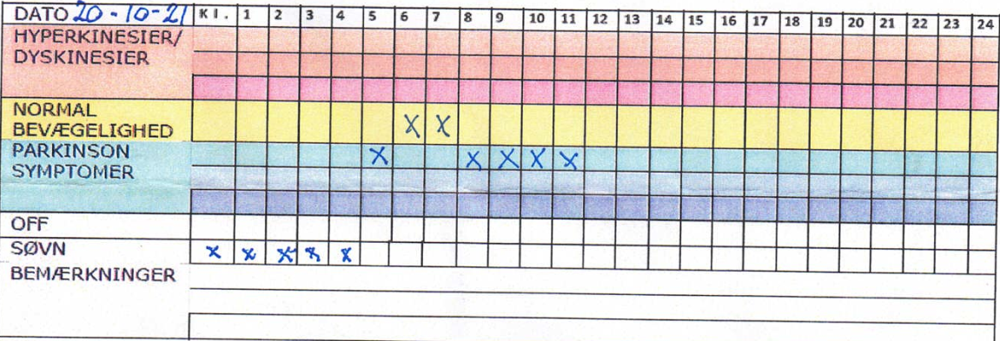 DATO 20-10-21 Kl. 1 2 3 4 5 6 7 8 9 10 11 12 13 14 15 16 17 18 19 20 21 22 23 24
HYPERKINESIER/
DYSKINESIER
NORMAL
BEVÆGELIGHED X X
PARKINSON X X X X X
SYMPTOMER
OFF
SØVN x x x x x
BEMÆRKNINGER